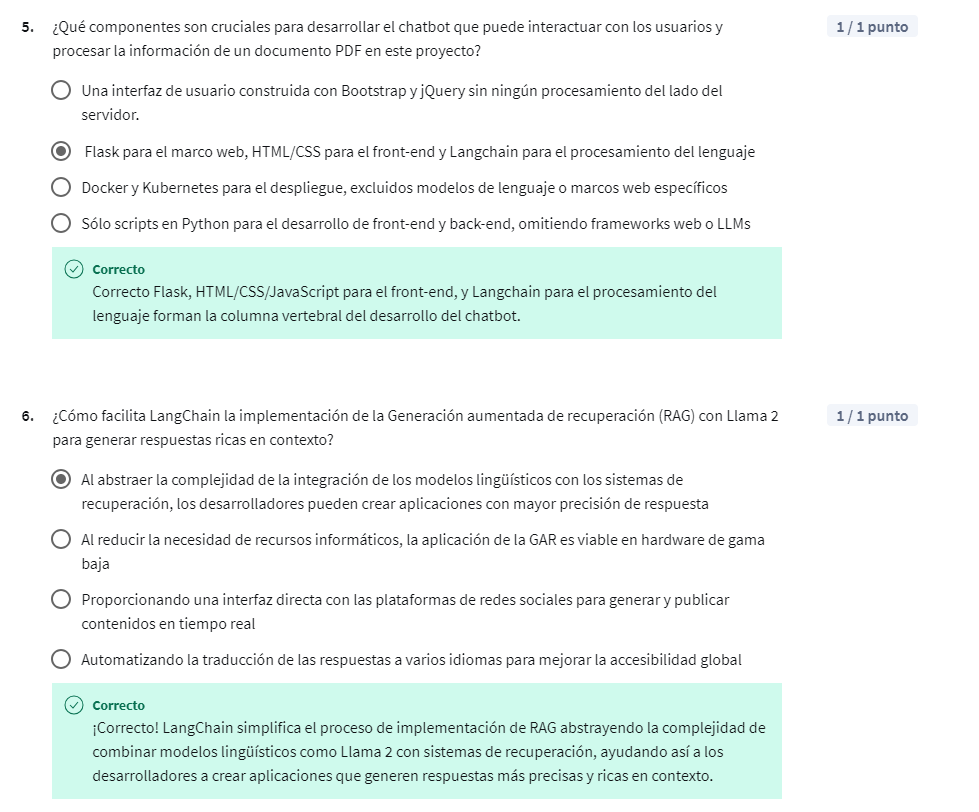 5. ¿Qué componentes son cruciales para desarrollar el chatbot que puede interactuar con los usuarios y
1 / 1 punto
procesar la información de un documento PDF en este proyecto?
Una interfaz de usuario construida con Bootstrap y jQuery sin ningún procesamiento del lado del
servidor.
Flask para el marco web, HTML/CSS para el front-end y Langchain para el procesamiento del lenguaje
Docker y Kubernetes para el despliegue, excluidos modelos de lenguaje o marcos web específicos
Sólo scripts en Python para el desarrollo de front-end y back-end, omitiendo frameworks web o LLMs
Correcto
Correcto Flask, HTML/CSS/JavaScript para el front-end, y Langchain para el procesamiento del
lenguaje forman la columna vertebral del desarrollo del chatbot.
6. ¿Cómo facilita LangChain la implementación de la Generación aumentada de recuperación (RAG) con Llama 2
1 / 1 punto
para generar respuestas ricas en contexto?
Al abstraer la complejidad de la integración de los modelos lingüísticos con los sistemas de
recuperación, los desarrolladores pueden crear aplicaciones con mayor precisión de respuesta
Al reducir la necesidad de recursos informáticos, la aplicación de la GAR es viable en hardware de gama
baja
Proporcionando una interfaz directa con las plataformas de redes sociales para generar y publicar
contenidos en tiempo real
Automatizando la traducción de las respuestas a varios idiomas para mejorar la accesibilidad global
Correcto
¡Correcto! LangChain simplifica el proceso de implementación de RAG abstrayendo la complejidad de
combinar modelos lingüísticos como Llama 2 con sistemas de recuperación, ayudando así a los
desarrolladores a crear aplicaciones que generen respuestas más precisas y ricas en contexto.